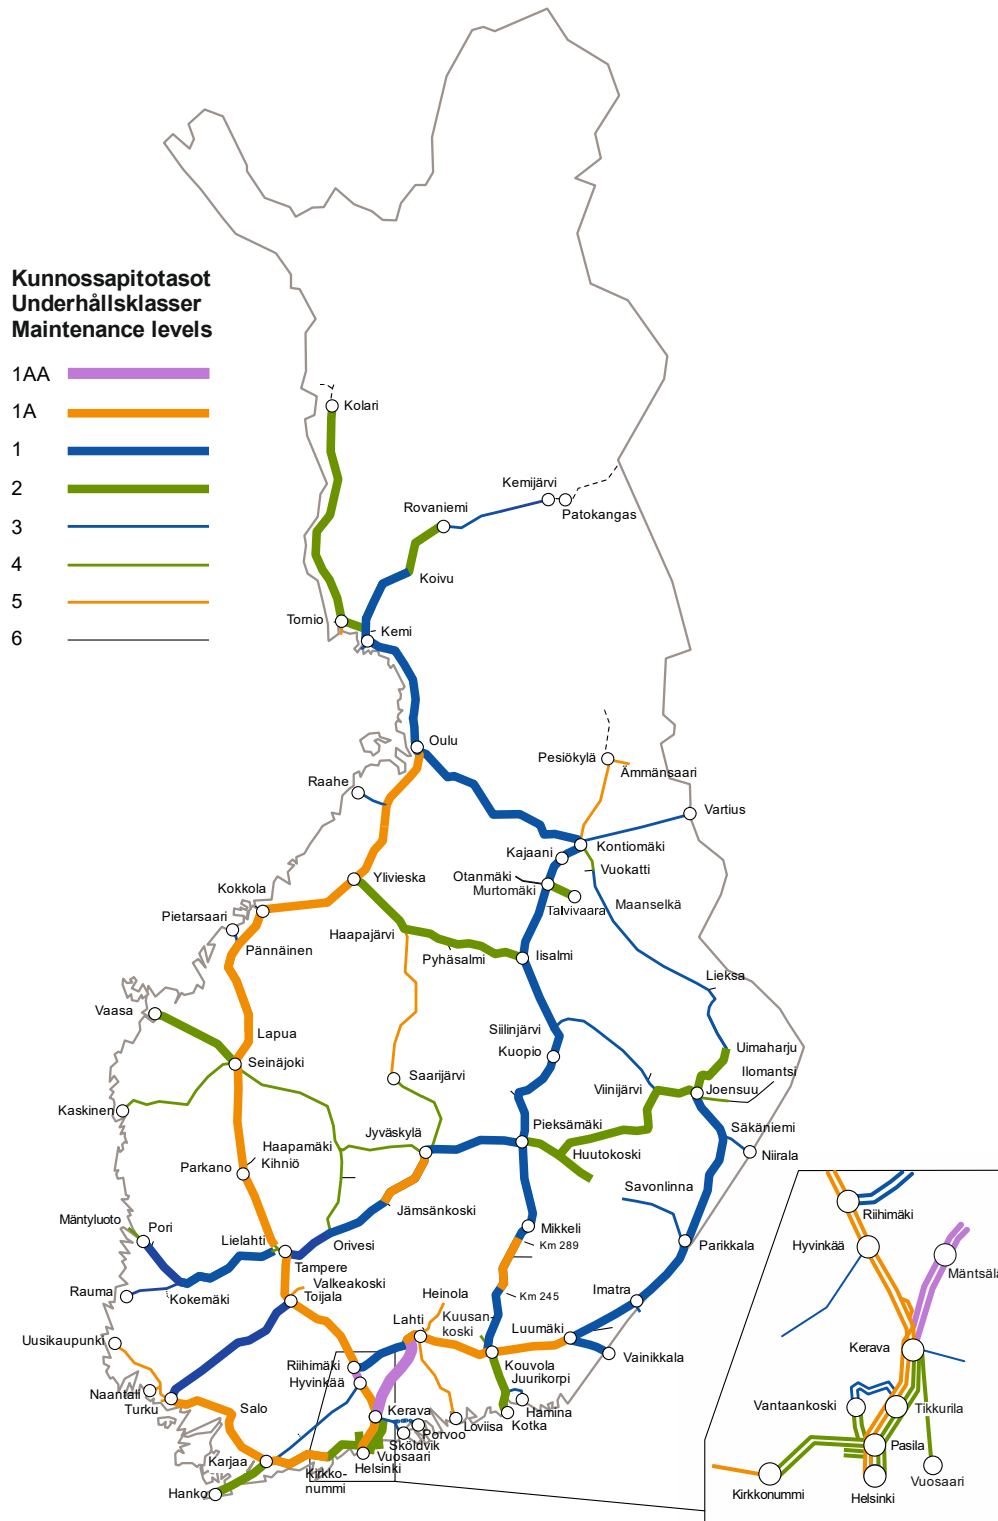 Kunnossapitotasot
Underhållsklasser
Maintenance levels
1AA
1A
1
2
3
4
5
6
Kolari
Kemijärvi
Patokangas
Rovaniemi
Koivu
Tornio
Kemi
Oulu
Pesiökylä
Ämmänsaari
Raahe
Vartius
Kontiomäki
Kajaani
Vuokatti
Otanmäki
Murtomäki
Talvivaara
Maanselkä
Ylivieska
Kokkola
Pietarsaari
Pännäinen
Haapajärvi
Pyhäsalmi
Iisalmi
Lieksa
Vaasa
Lapua
Seinäjoki
Siilinjärvi
Kuopio
Uimaharju
Ilomantsi
Saarijärvi
Viinijärvi
Joensuu
Kaskinen
Jyväskylä
Pieksämäki
Säkäniemi
Niirala
Haapamäki
Kihniö
Parkano
Huutokoski
Savonlinna
Jämsänkoski
Mäntyluoto
Pori
Lielahti
Orivesi
Mikkeli
Km 289
Parikkala
Tampere
Valkeakoski
Toijala
Rauma
Kokemäki
Heinola
Km 245
Imatra
Lahti
Kuusan-
koski
Luumäki
Uusikaupunki
Riihimäki
Hyvinkää
Kouvola
Juurikorpi
Vainikkala
Naantali
Turku
Salo
Kerava
Porvoo
Sköldvik
Loviisa
Hamina
Kotka
Vuosaari
Helsinki
Karjaa
Kirkko-
nummi
Hanko
Riihimäki
Hyvinkää
Mäntsälä
Kerava
Vantaankoski
Tikkurila
Pasila
Kirkkonummi
Helsinki
Vuosaari